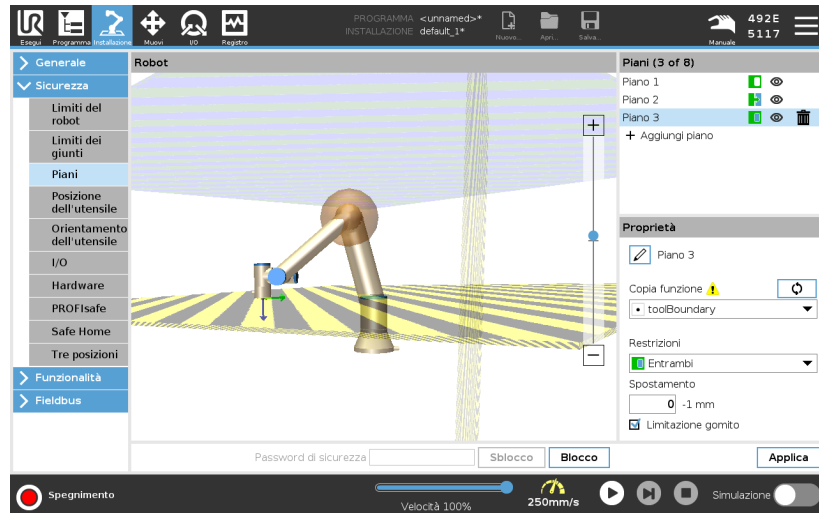 UR
PROGRAMMA <unnamed>*
INSTALLAZIONE default_1*
Esegui Programma Installazione Muovi I/O Registro
Nuovo... Apri... Salva...
Manuale
492E
5117
Generale
Sicurezza
Limiti del
robot
Limiti dei
giunti
Piani
Posizione
dell'utensile
Orientamento
dell'utensile
I/O
Hardware
PROFIsafe
Safe Home
Tre posizioni
Funzionalità
Fieldbus
Robot
+
−
Piani (3 of 8)
Piano 1
Piano 2
Piano 3
+ Aggiungi piano
Proprietà
Piano 3
Copia funzione
toolBoundary
Restrizioni
Entrambi
Spostamento
0 -1 mm
Limitazione gomito
Password di sicurezza Sblocco Blocco Applica
Spegnimento
Velocità 100%
250mm/s
Simulazione